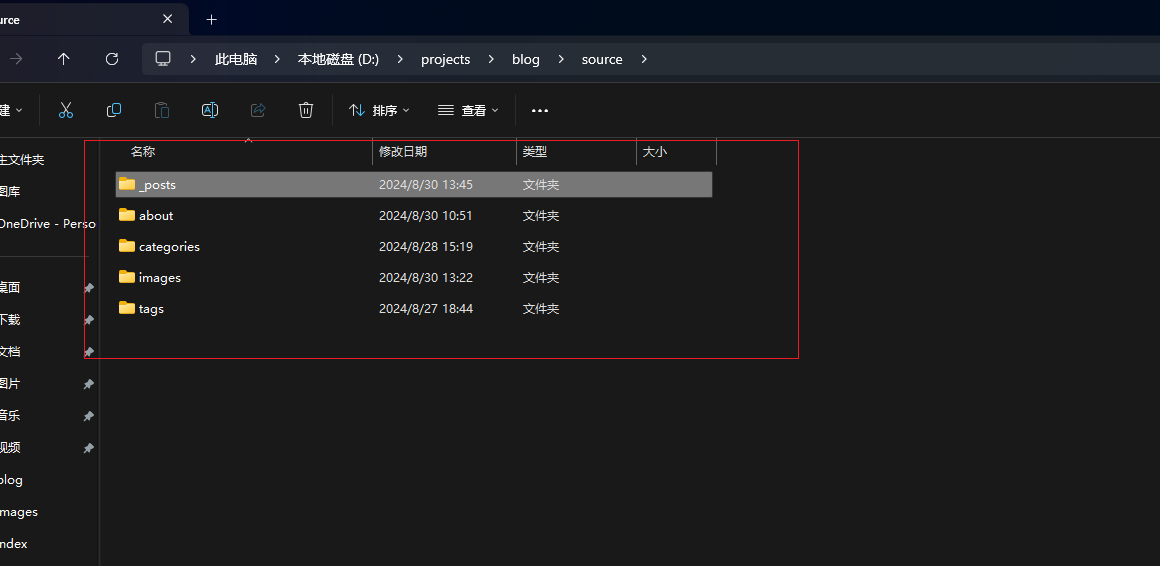 urce
此电脑 本地磁盘 (D:) projects blog source
建 排序 查看
名称 修改日期 类型 大小
_posts 2024/8/30 13:45 文件夹
about 2024/8/30 10:51 文件夹
categories 2024/8/28 15:19 文件夹
images 2024/8/30 13:22 文件夹
tags 2024/8/27 18:44 文件夹
主文件夹
图库
OneDrive - Perso
桌面
下载
文档
图片
音乐
视频
blog
mages
ndex